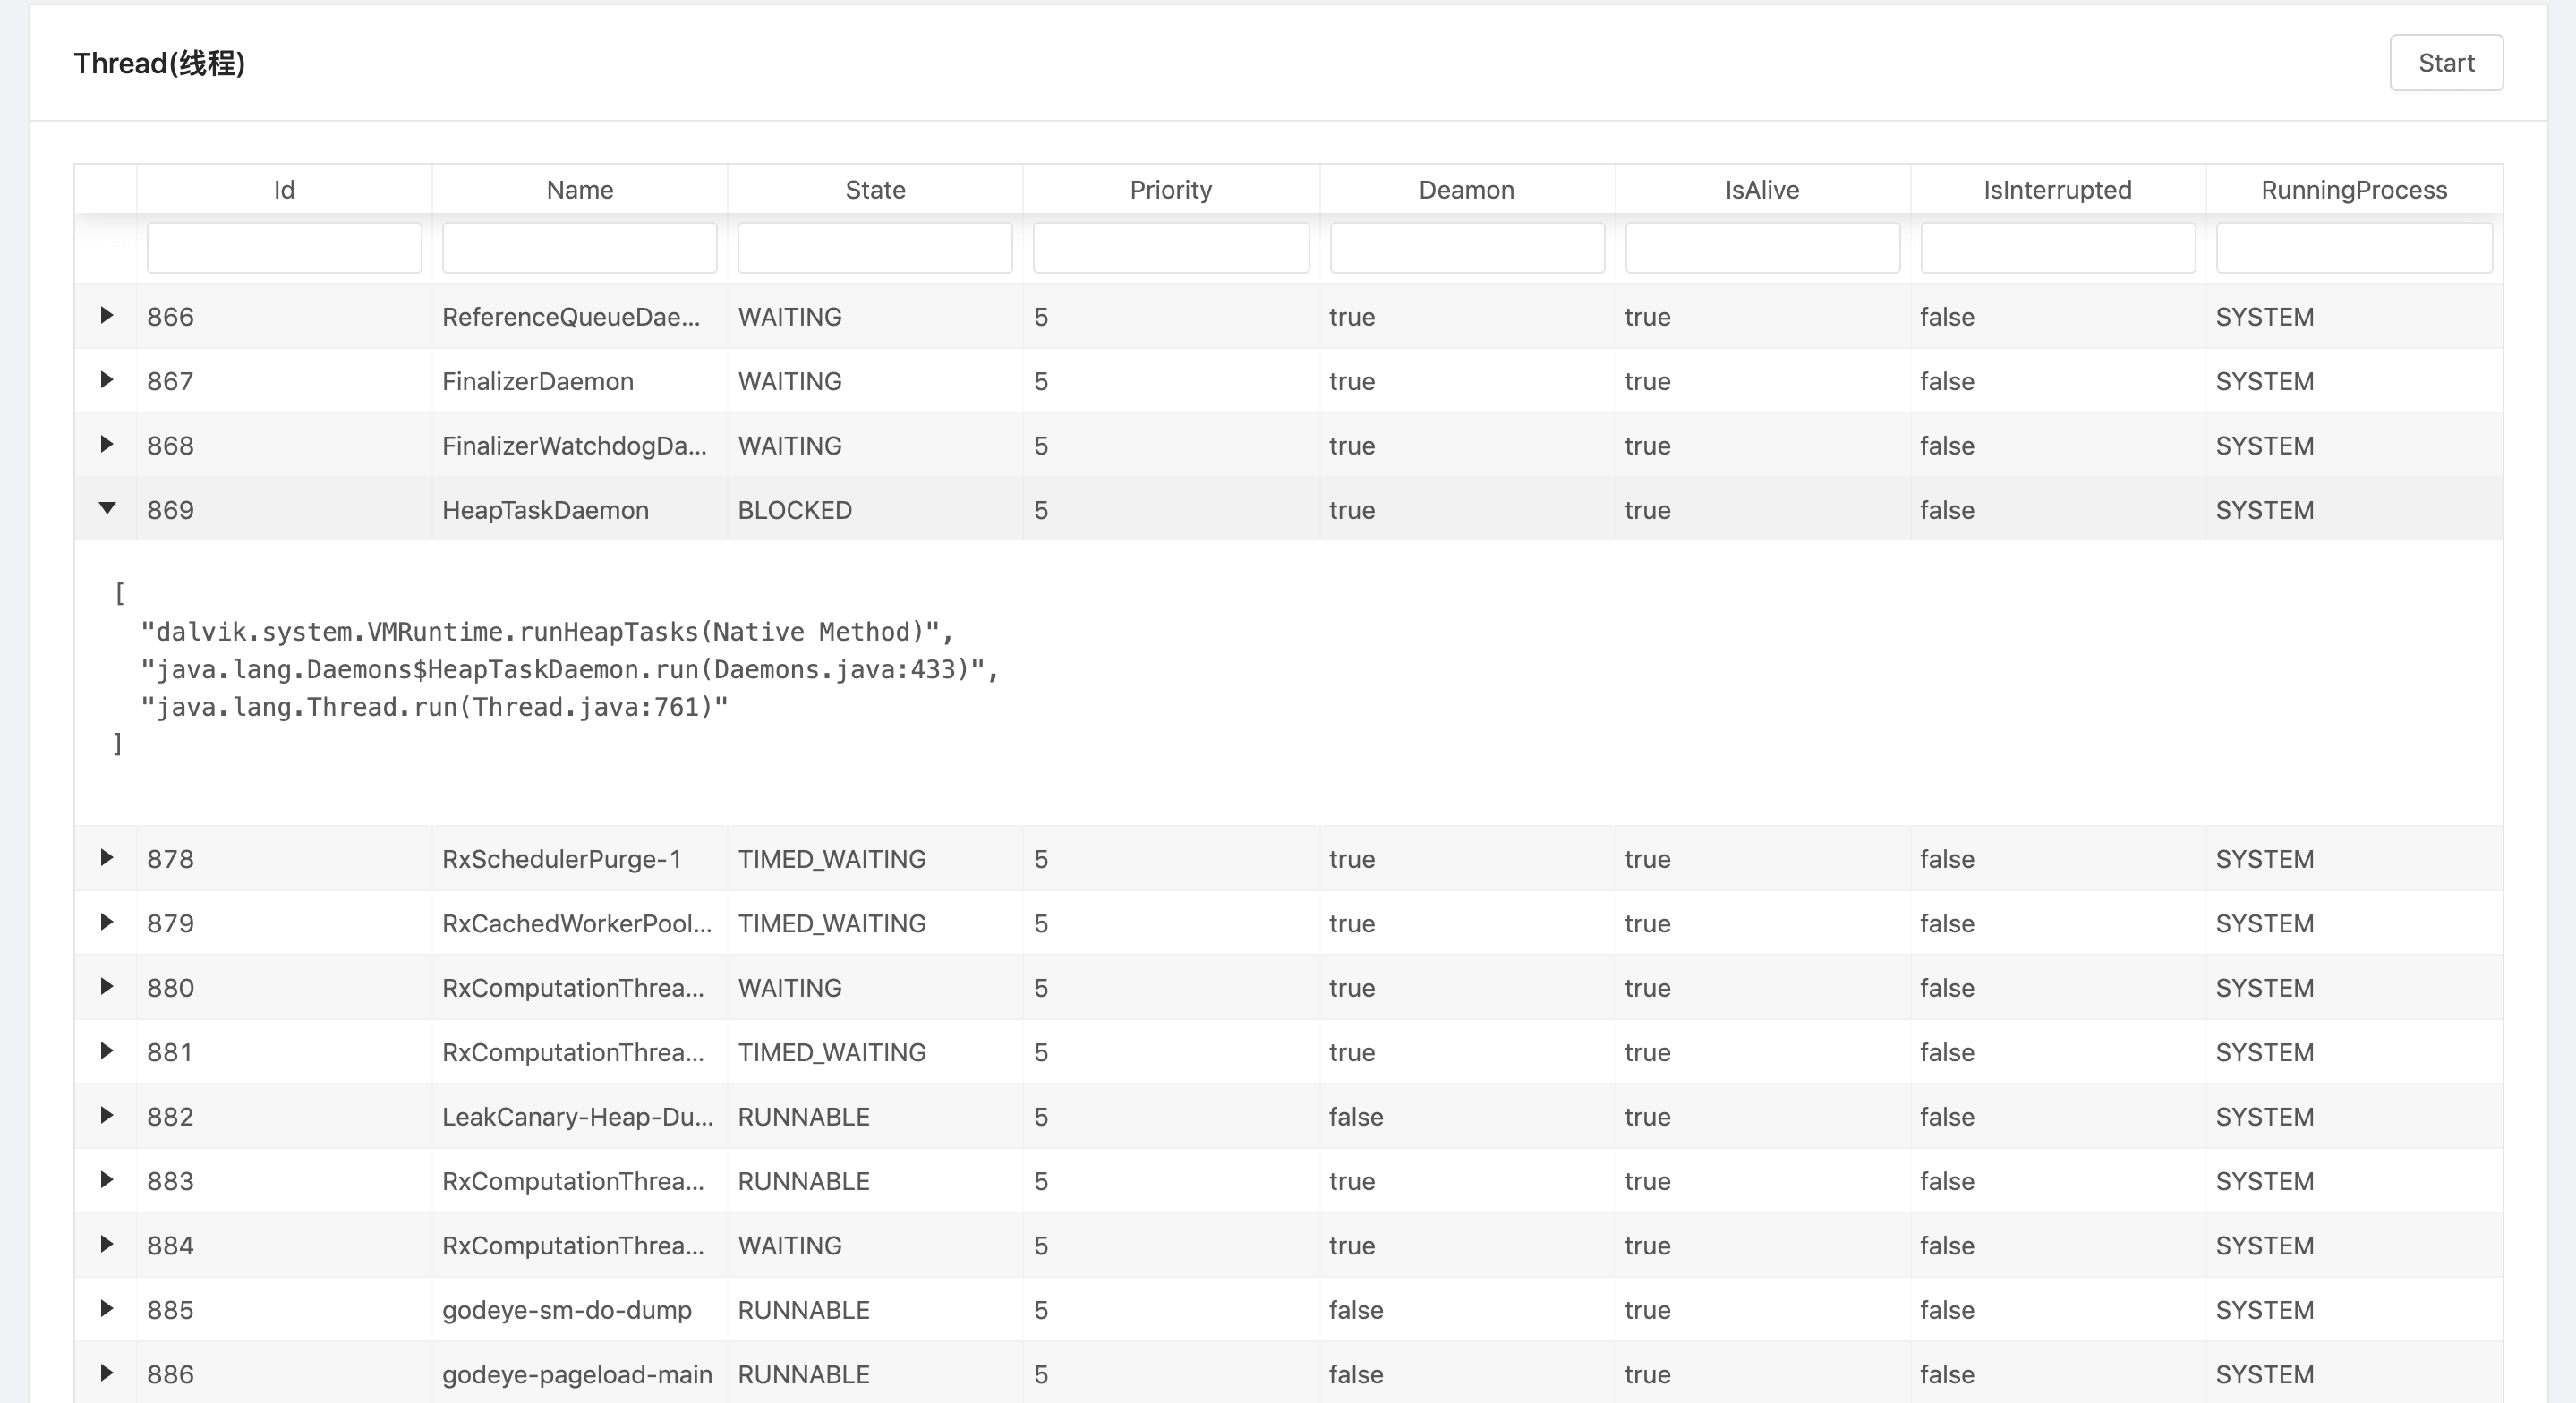 Thread(线程)
Start
Id Name State Priority Deamon IsAlive IsInterrupted RunningProcess
866 ReferenceQueueDae... WAITING 5 true true false SYSTEM
867 FinalizerDaemon WAITING 5 true true false SYSTEM
868 FinalizerWatchdogDa... WAITING 5 true true false SYSTEM
869 HeapTaskDaemon BLOCKED 5 true true false SYSTEM
[
"dalvik.system.VMRuntime.runHeapTasks(Native Method)",
"java.lang.Daemons$HeapTaskDaemon.run(Daemons.java:433)",
"java.lang.Thread.run(Thread.java:761)"
]
878 RxSchedulerPurge-1 TIMED_WAITING 5 true true false SYSTEM
879 RxCachedWorkerPool... TIMED_WAITING 5 true true false SYSTEM
880 RxComputationThrea... WAITING 5 true true false SYSTEM
881 RxComputationThrea... TIMED_WAITING 5 true true false SYSTEM
882 LeakCanary-Heap-Du... RUNNABLE 5 false true false SYSTEM
883 RxComputationThrea... RUNNABLE 5 true true false SYSTEM
884 RxComputationThrea... WAITING 5 true true false SYSTEM
885 godeye-sm-do-dump RUNNABLE 5 false true false SYSTEM
886 godeye-pageload-main RUNNABLE 5 false true false SYSTEM